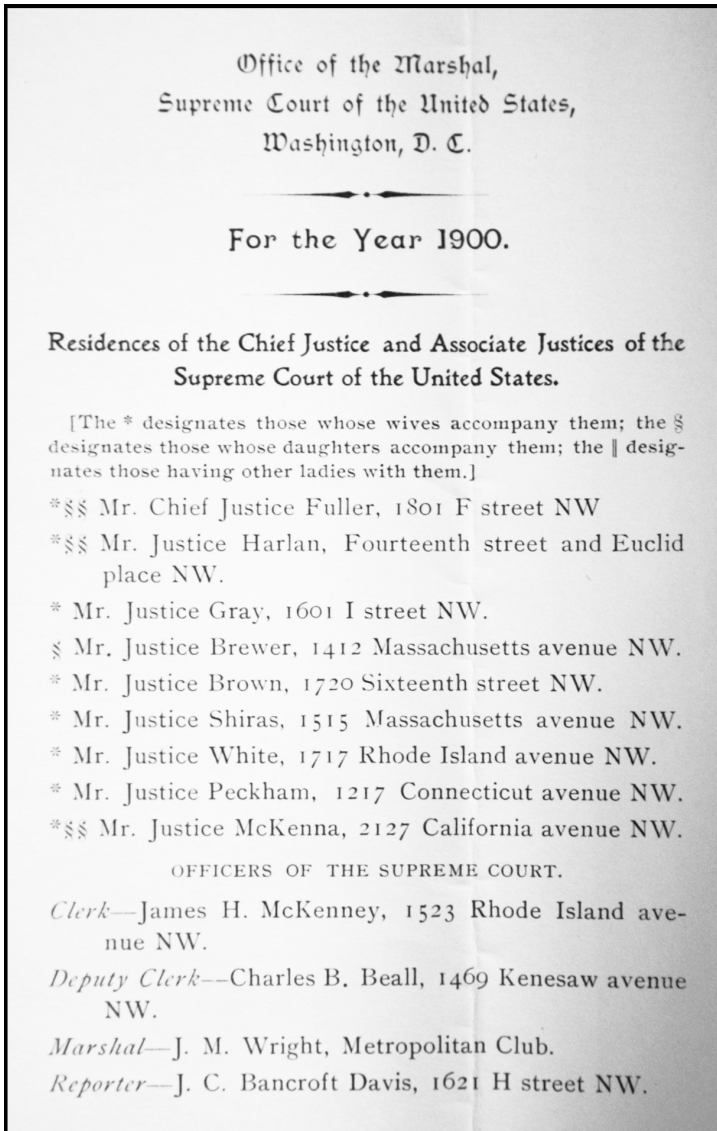 Office of the Marshal,
Supreme Court of the United States,
Washington, D. C.
For the Year 1900.
Residences of the Chief Justice and Associate Justices of the
Supreme Court of the United States.
[The * designates those whose wives accompany them; the §
designates those whose daughters accompany them; the ‖ desig-
nates those having other ladies with them.]
*§§ Mr. Chief Justice Fuller, 1801 F street NW
*§§ Mr. Justice Harlan, Fourteenth street and Euclid
place NW.
* Mr. Justice Gray, 1601 I street NW.
§ Mr. Justice Brewer, 1412 Massachusetts avenue NW.
* Mr. Justice Brown, 1720 Sixteenth street NW.
* Mr. Justice Shiras, 1515 Massachusetts avenue NW.
* Mr. Justice White, 1717 Rhode Island avenue NW.
* Mr. Justice Peckham, 1217 Connecticut avenue NW.
*§§ Mr. Justice McKenna, 2127 California avenue NW.
OFFICERS OF THE SUPREME COURT.
Clerk—James H. McKenney, 1523 Rhode Island ave-
nue NW.
Deputy Clerk--Charles B. Beall, 1469 Kenesaw avenue
NW.
Marshal—J. M. Wright, Metropolitan Club.
Reporter—J. C. Bancroft Davis, 1621 H street NW.